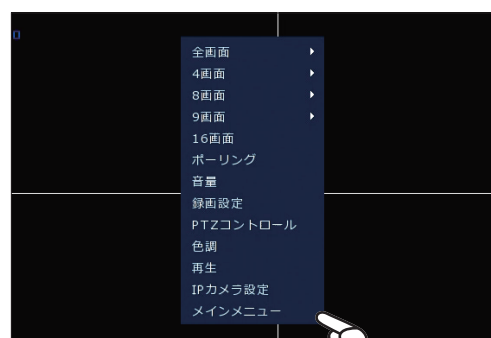 全画面
4画面
8画面
9画面
16画面
ポーリング
音量
録画設定
PTZコントロール
色調
再生
IPカメラ設定
メインメニュー